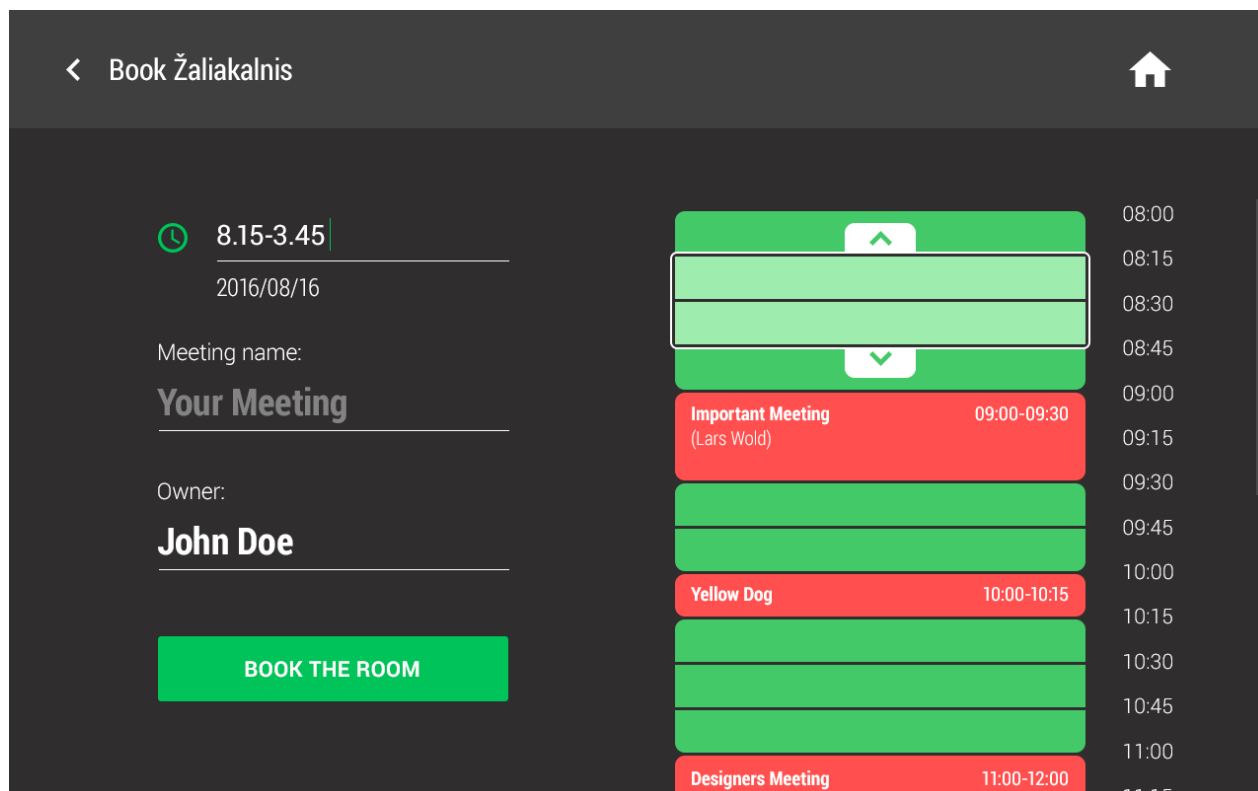 Book Žaliakalnis
8.15-3.45
2016/08/16
Meeting name:
Your Meeting
Owner:
John Doe
BOOK THE ROOM
Important Meeting 09:00-09:30
(Lars Wold)
Yellow Dog 10:00-10:15
Designers Meeting 11:00-12:00
08:00
08:15
08:30
08:45
09:00
09:15
09:30
09:45
10:00
10:15
10:30
10:45
11:00